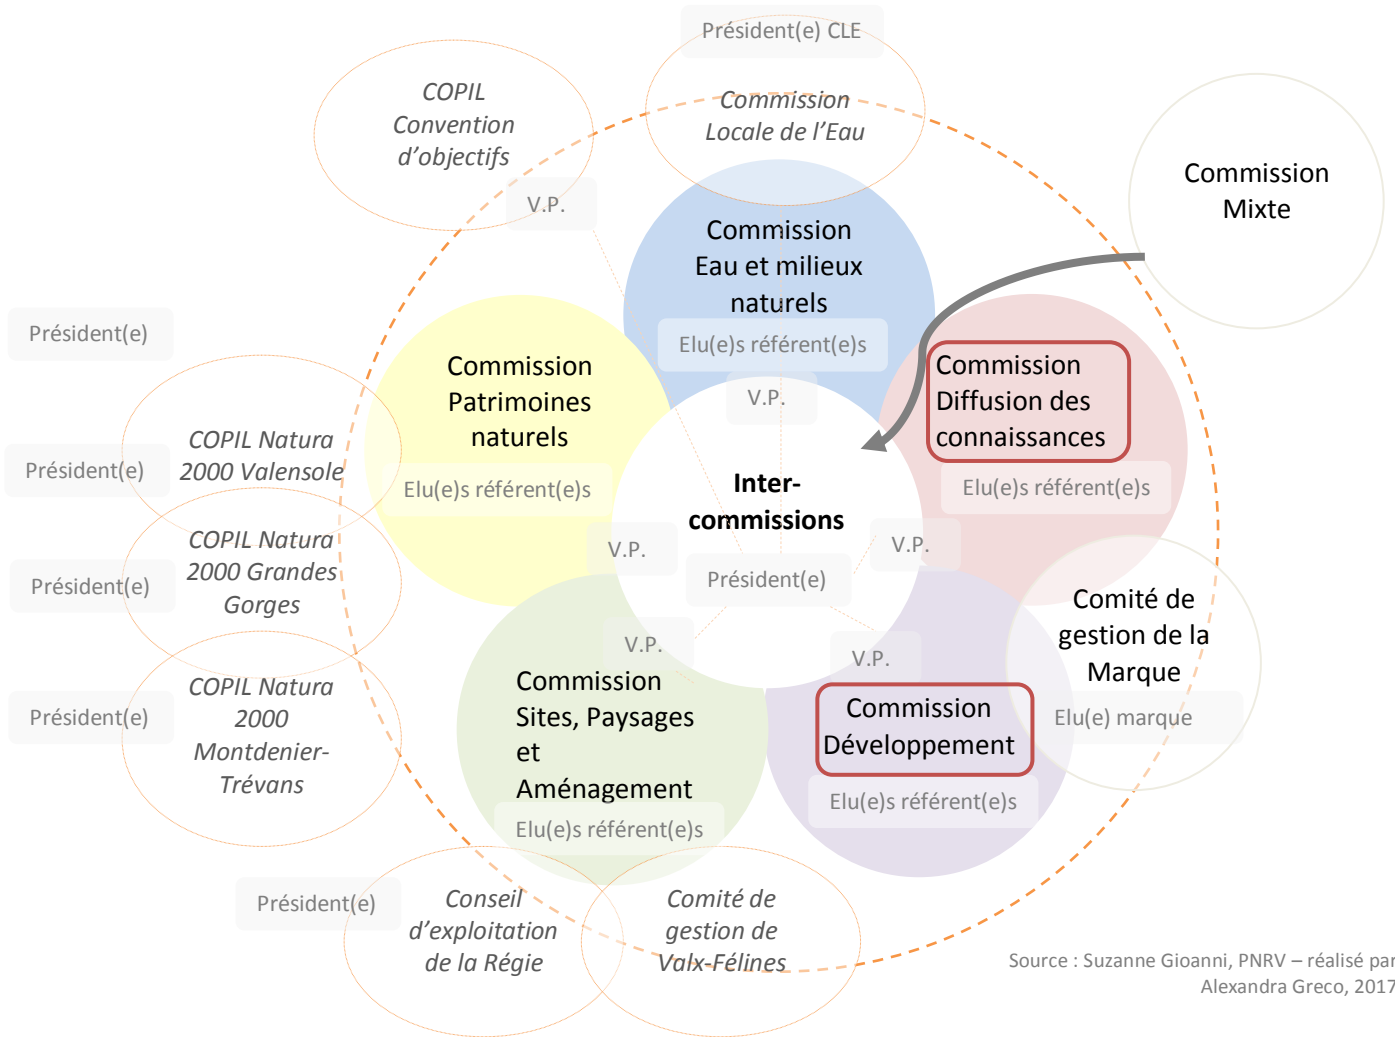 Président(e) CLE
COPIL
Convention
d’objectifs
Commission
Locale de l’Eau
Commission
Mixte
V.P.
Commission
Eau et milieux
naturels
Elu(e)s référent(e)s
V.P.
Président(e)
Commission
Patrimoines
naturels
Elu(e)s référent(e)s
Commission
Diffusion des
connaissances
Elu(e)s référent(e)s
COPIL Natura
2000 Valensole
Président(e)
Inter-
commissions
V.P.
V.P.
Président(e)
COPIL Natura
2000 Grandes
Gorges
Président(e)
Comité de
gestion de la
Marque
Elu(e) marque
V.P.
V.P.
COPIL Natura
2000
Montdenier-
Trévans
Président(e)
Commission
Sites, Paysages
et
Aménagement
Elu(e)s référent(e)s
Commission
Développement
Elu(e)s référent(e)s
Président(e)
Conseil
d’exploitation
de la Régie
Comité de
gestion de
Valx-Félines
Source : Suzanne Gioanni, PNRV – réalisé par
Alexandra Greco, 2017